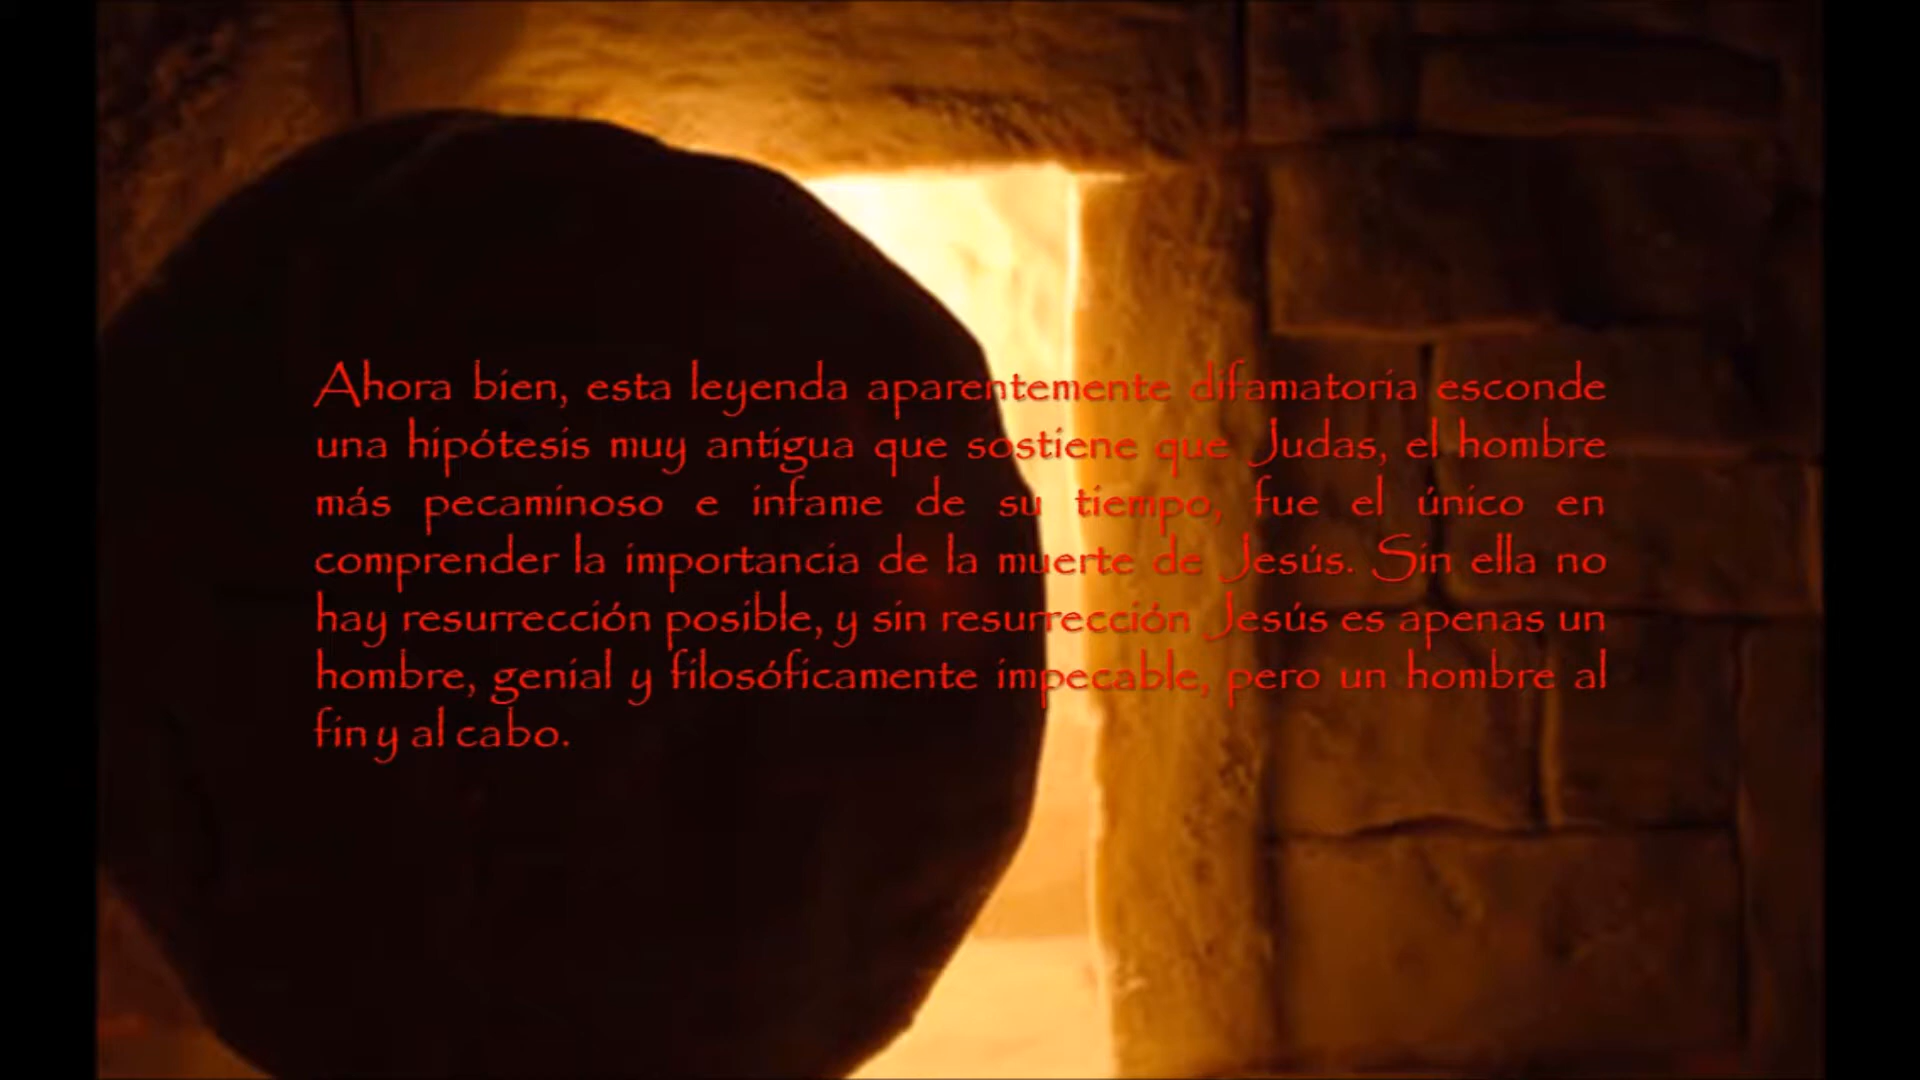 Ahora bien, esta leyenda aparentemente difamatoria esconde
una hipótesis muy antigua que sostiene que Judas, el hombre
más pecaminoso e infame de su tiempo, fue el único en
comprender la importancia de la muerte de Jesús. Sin ella no
hay resurrección posible, y sin resurrección Jesús es apenas un
hombre, genial y filosóficamente impecable, pero un hombre al
fin y al cabo.